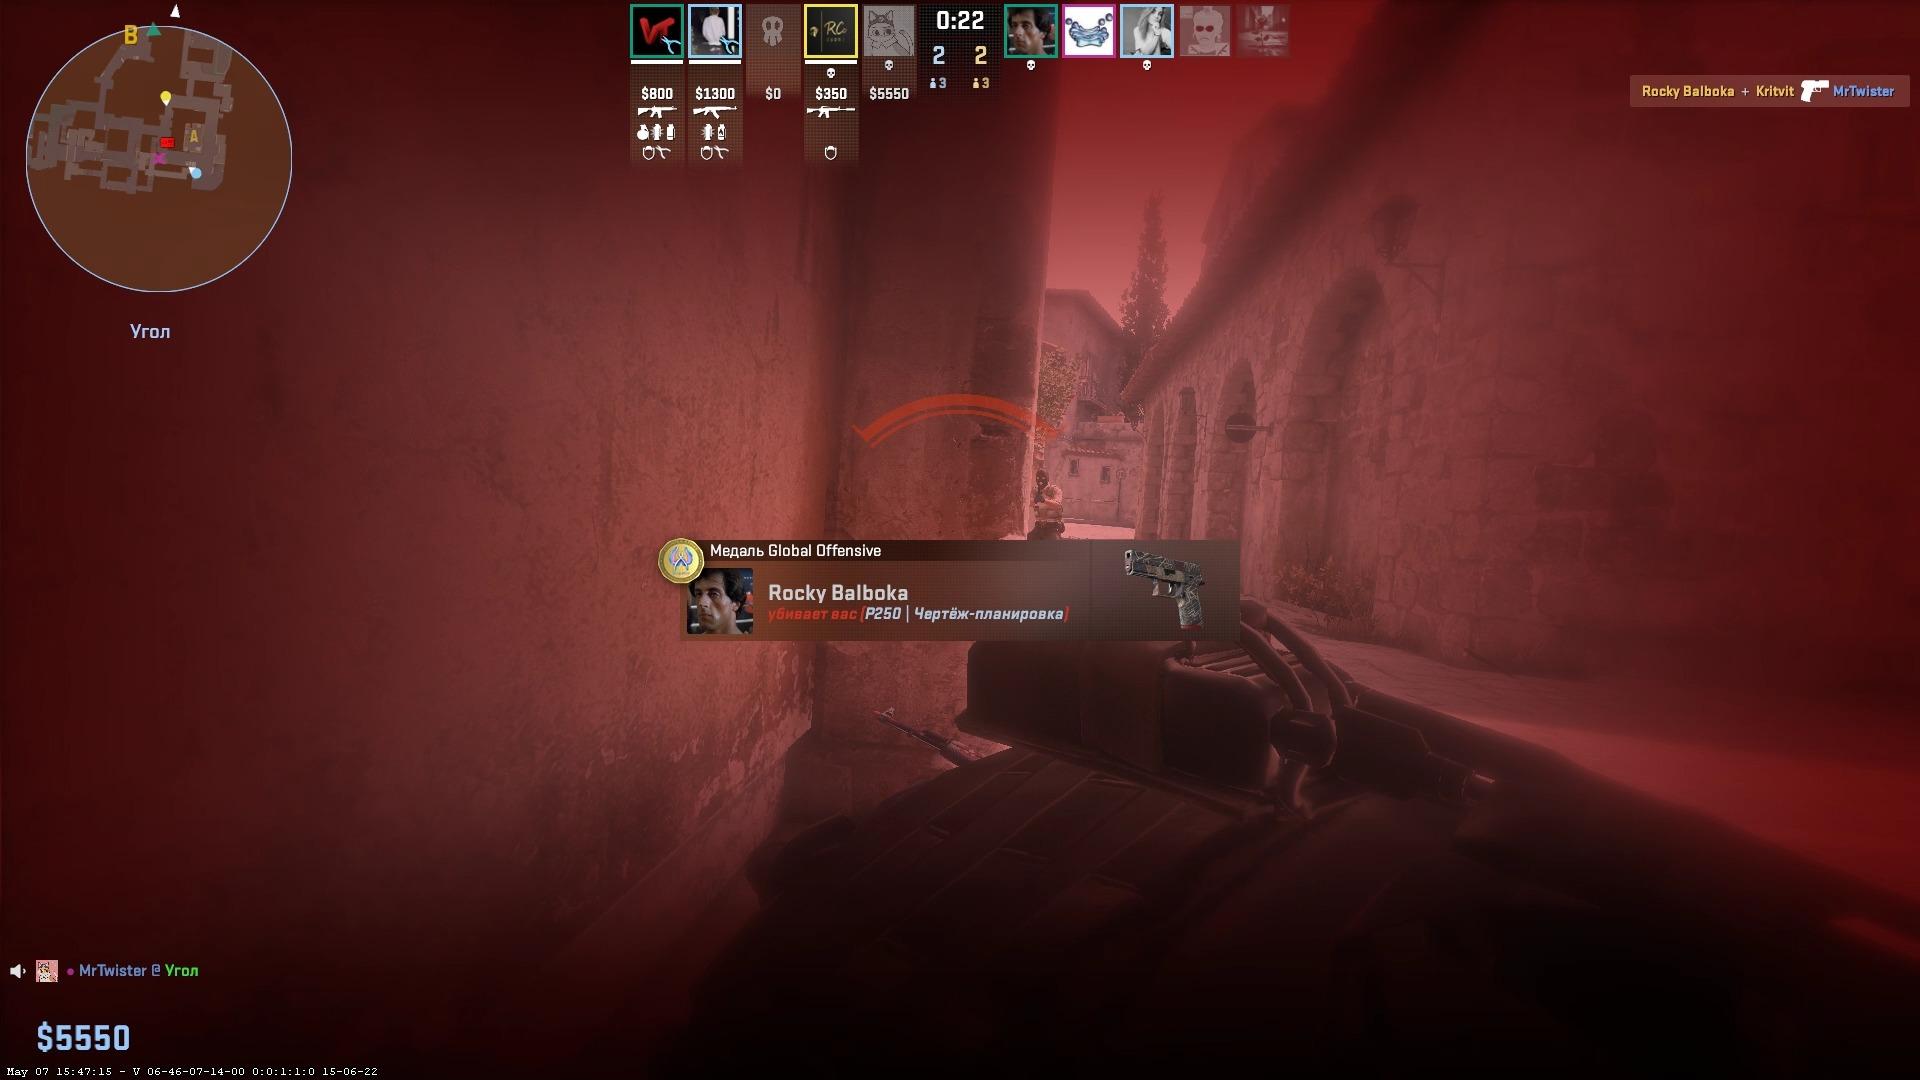 B
A
Угол
$800
$1300
$0
RC
$350
$5550
0:22
2 2
3 3
Rocky Balboka + Kritvit MrTwister
Медаль Global Offensive
Rocky Balboka
убивает вас (P250 | Чертёж-планировка)
MrTwister @ Угол
$5550
May 07 15:47:15 - V 06-46-07-14-00 0:0:1:1:0 15-06-22